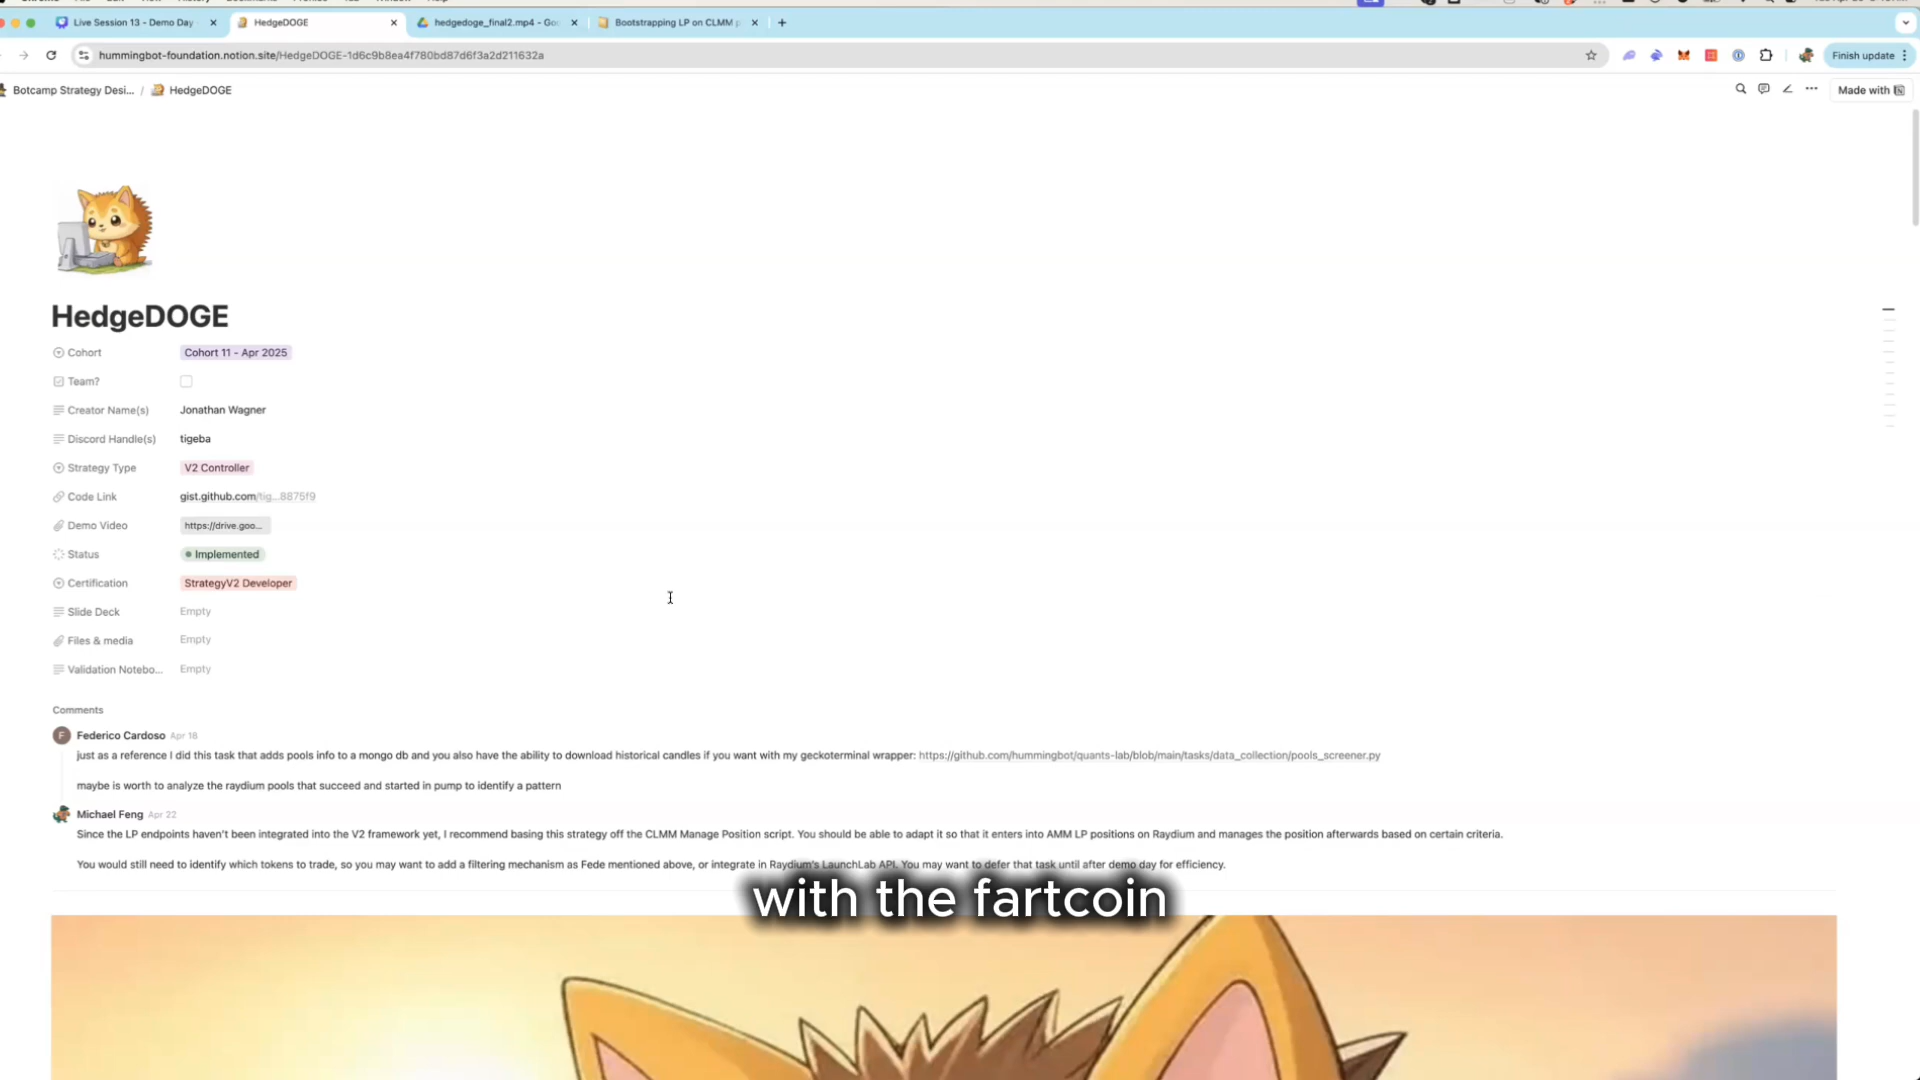 Live Session 13 - Demo Day
HedgeDOGE
hedgedoge_final2.mp4 - Go
Bootstrapping LP on CLMM p
hummingbot-foundation.notion.site/HedgeDOGE-1d6c9b8ea4f780bd87d6f3a2d211632a
Finish update
Botcamp Strategy Desi... / HedgeDOGE
Made with
HedgeDOGE
Cohort Cohort 11 - Apr 2025
Team?
Creator Name(s) Jonathan Wagner
Discord Handle(s) tigeba
Strategy Type V2 Controller
Code Link gist.github.com/tig...8875f9
Demo Video https://drive.goo...
Status Implemented
Certification StrategyV2 Developer
Slide Deck Empty
Files & media Empty
Validation Notebo... Empty
Comments
F Federico Cardoso Apr 18
just as a reference I did this task that adds pools info to a mongo db and you also have the ability to download historical candles if you want with my geckoterminal wrapper: https://github.com/hummingbot/quants-lab/blob/main/tasks/data_collection/pools_screener.py
maybe is worth to analyze the raydium pools that succeed and started in pump to identify a pattern
Michael Feng Apr 22
Since the LP endpoints haven't been integrated into the V2 framework yet, I recommend basing this strategy off the CLMM Manage Position script. You should be able to adapt it so that it enters into AMM LP positions on Raydium and manages the position afterwards based on certain criteria.
You would still need to identify which tokens to trade, so you may want to add a filtering mechanism as Fede mentioned above, or integrate in Raydium's LaunchLab API. You may want to defer that task until after demo day for efficiency.
with the fartcoin